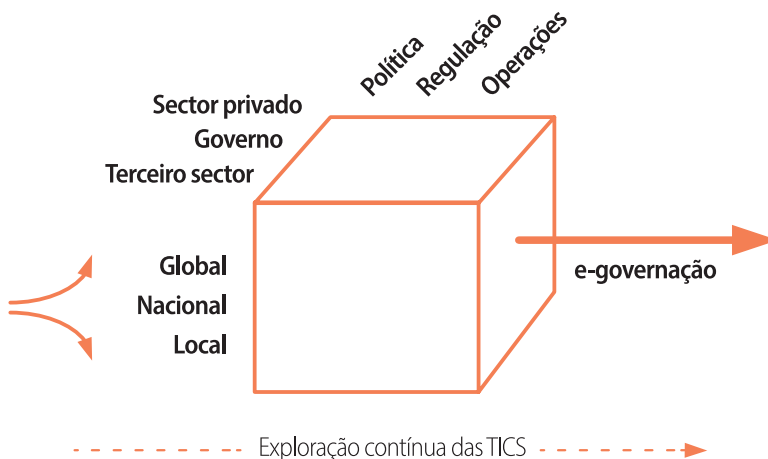 Política
Regulação
Operações
Sector privado
Governo
Terceiro sector
Global
Nacional
Local
e-governação
Exploração contínua das TICS